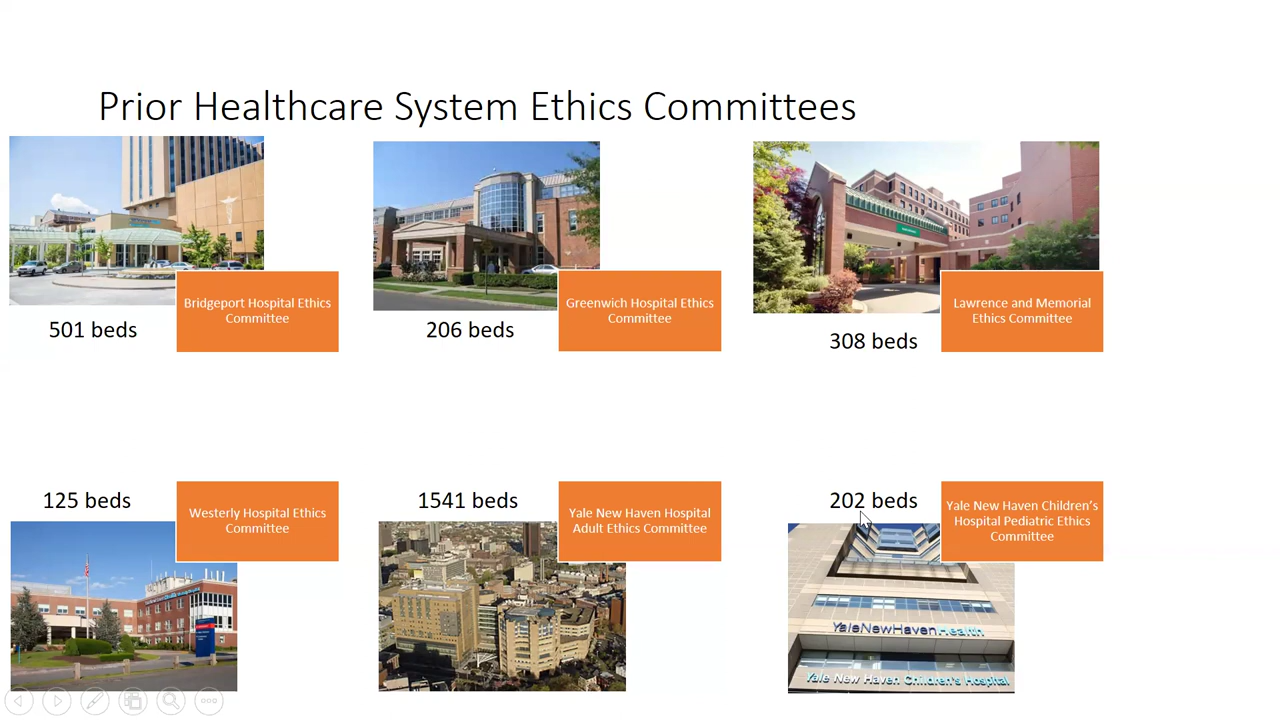 Prior Healthcare System Ethics Committees
Bridgeport Hospital Ethics
Committee
501 beds
Greenwich Hospital Ethics
Committee
206 beds
Lawrence and Memorial
Ethics Committee
308 beds
125 beds
Westerly Hospital Ethics
Committee
1541 beds
Yale New Haven Hospital
Adult Ethics Committee
202 beds
Yale New Haven Children's
Hospital Pediatric Ethics
Committee
YaleNewHavenHealth
Yale New Haven Children's Hospital